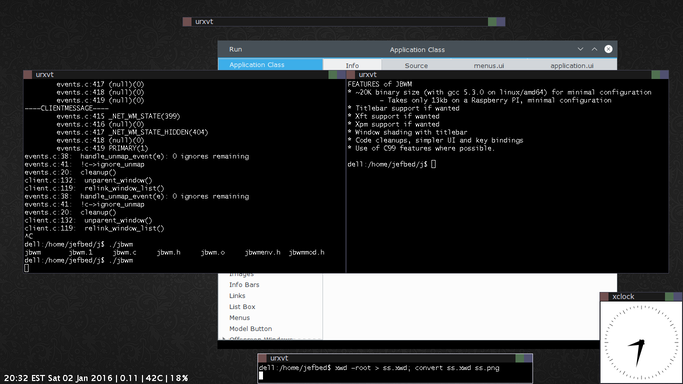 urxvt
Run
Application Class
Application Class
Info
Source
menus.ui
application.ui
urxvt
events.c:417 (null)(0)
events.c:418 (null)(0)
events.c:419 (null)(0)
----CLIENTMESSAGE----
events.c:415 _NET_WM_STATE(399)
events.c:416 (null)(0)
events.c:417 _NET_WM_STATE_HIDDEN(404)
events.c:418 (null)(0)
events.c:419 PRIMARY(1)
events.c:38: handle_unmap_event(e): 0 ignores remaining
events.c:41: !c->ignore_unmap
events.c:20: cleanup()
client.c:132: unparent_window()
client.c:119: relink_window_list()
events.c:38: handle_unmap_event(e): 0 ignores remaining
events.c:41: !c->ignore_unmap
events.c:20: cleanup()
client.c:132: unparent_window()
client.c:119: relink_window_list()
^C
dell:/home/jefbed/j$ ./jbwm
jbwm jbwm.1 jbwm.c jbwm.h jbwm.o jbwmenv.h jbwmmod.h
dell:/home/jefbed/j$ ./jbwm
urxvt
FEATURES of JBWM
* ~20K binary size (with gcc 5.3.0 on linux/amd64) for minimal configuration
- Takes only 13kb on a Raspberry PI, minimal configuration
* Titlebar support if wanted
* Xft support if wanted
* Xpm support if wanted
* Window shading with titlebar
* Code cleanups, simpler UI and key bindings
* Use of C99 features where possible.
dell:/home/jefbed/j$
Images
Info Bars
Links
List Box
Menus
Model Button
Offscreen Windows
xclock
urxvt
dell:/home/jefbed$ xwd -root > ss.xwd; convert ss.xwd ss.png
20:32 EST Sat 02 Jan 2016 | 0.11 | 42C | 18%